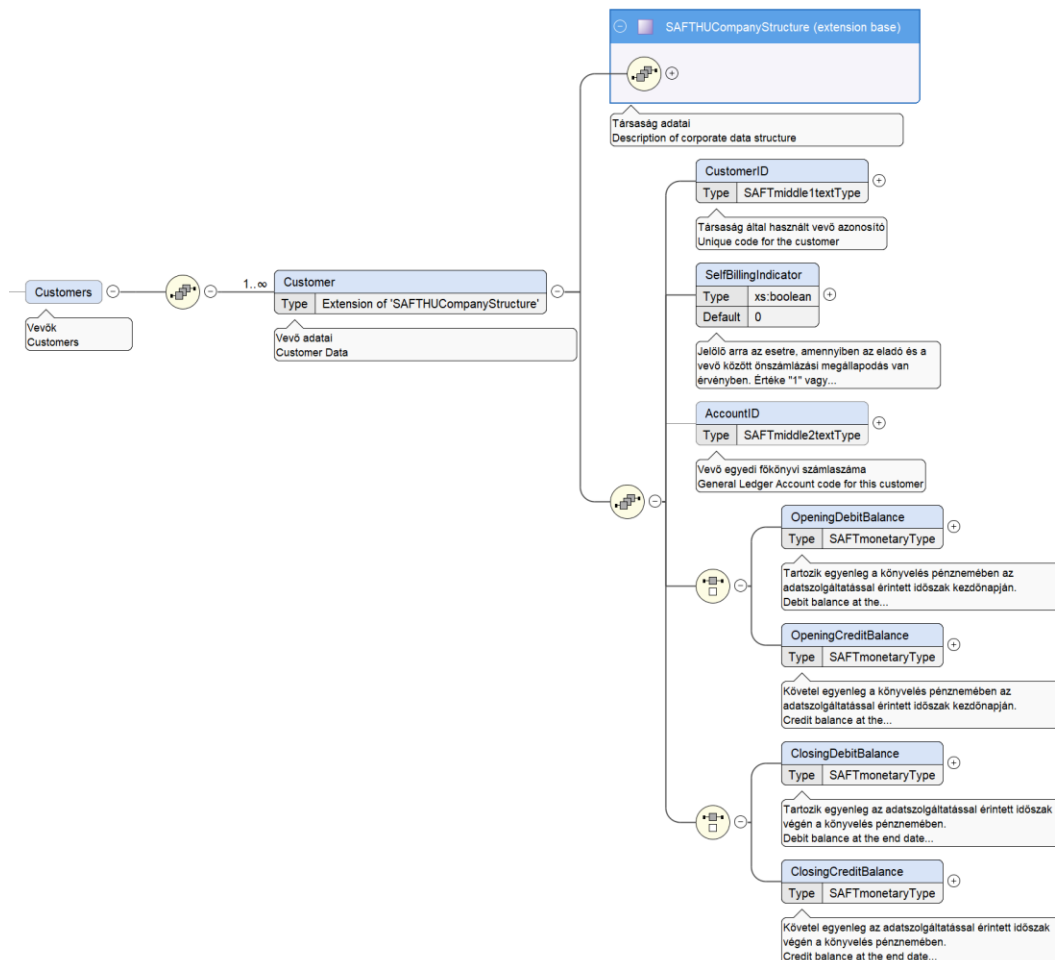 SAFTHUCompanyStructure (extension base)
Társaság adatai
Description of corporate data structure
CustomerID
Type SAFTmiddle1textType
Társaság által használt vevő azonosító
Unique code for the customer
Customers
Vevők
Customers
1..∞
Customer
Type Extension of 'SAFTHUCompanyStructure'
Vevő adatai
Customer Data
SelfBillingIndicator
Type xs:boolean
Default 0
Jelölő arra az esetre, amennyiben az eladó és a
vevő között önszámlázási megállapodás van
érvényben. Értéke "1" vagy...
AccountID
Type SAFTmiddle2textType
Vevő egyedi főkönyvi számlaszáma
General Ledger Account code for this customer
OpeningDebitBalance
Type SAFTmonetaryType
Tartozik egyenleg a könyvelés pénznemében az
adatszolgáltatással érintett időszak kezdőnapján.
Debit balance at the...
OpeningCreditBalance
Type SAFTmonetaryType
Követel egyenleg a könyvelés pénznemében az
adatszolgáltatással érintett időszak kezdőnapján.
Credit balance at the...
ClosingDebitBalance
Type SAFTmonetaryType
Tartozik egyenleg az adatszolgáltatással érintett időszak
végén a könyvelés pénznemében.
Debit balance at the end date...
ClosingCreditBalance
Type SAFTmonetaryType
Követel egyenleg az adatszolgáltatással érintett időszak
végén a könyvelés pénznemében.
Credit balance at the end date...